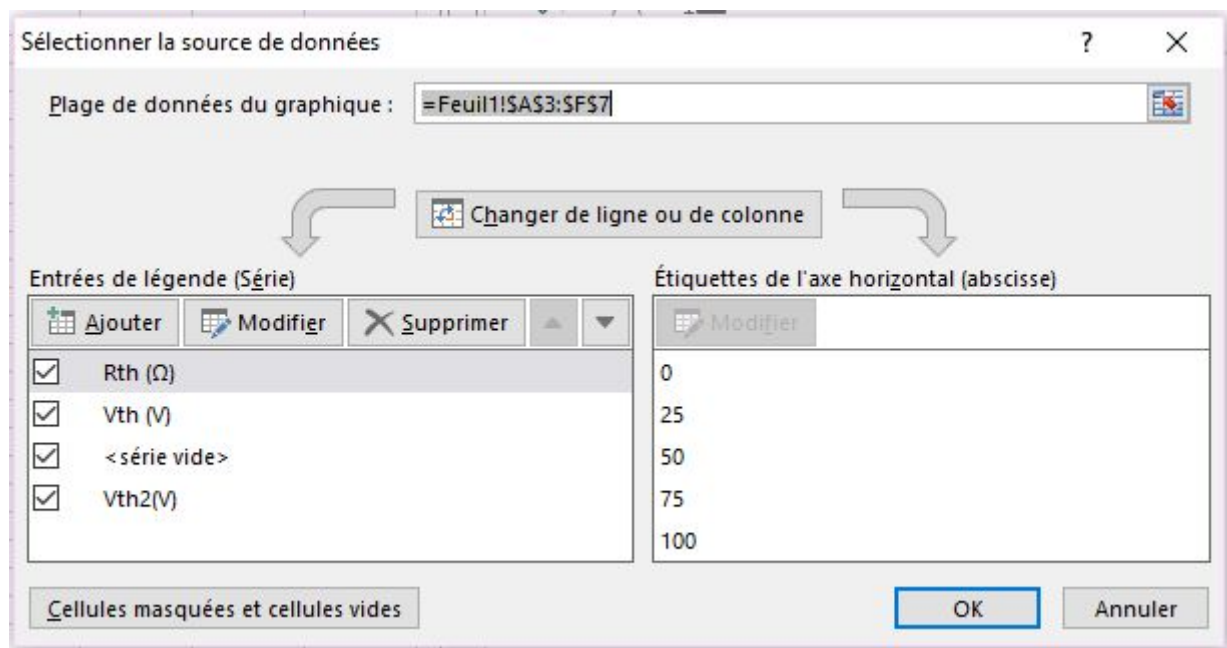 Sélectionner la source de données ? ×
Plage de données du graphique : =Feuil1!$A$3:$F$7
Changer de ligne ou de colonne
Entrées de légende (Série)
Ajouter Modifier Supprimer
Rth (Ω)
Vth (V)
<série vide>
Vth2(V)
Étiquettes de l'axe horizontal (abscisse)
Modifier
0
25
50
75
100
Cellules masquées et cellules vides
OK Annuler